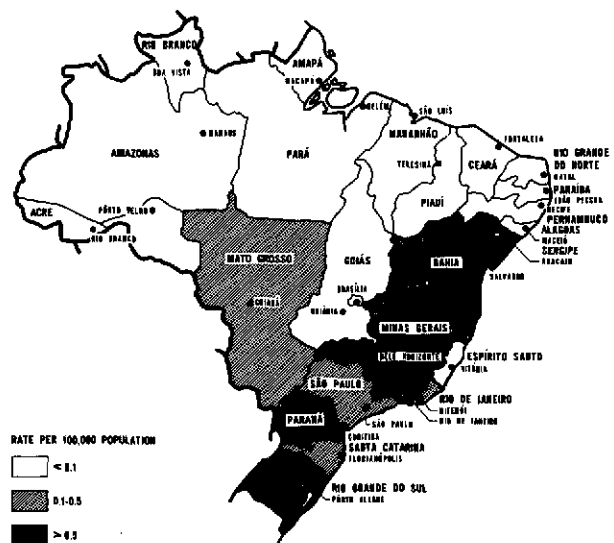 RIO BRANCO
BOA VISTA
AMAPÁ
MACAPÁ
BELÉM
SÃO LUÍS
MANAUS
AMAZONAS
PARÁ
MARANHÃO
TERESINA
CEARÁ
FORTALEZA
RIO GRANDE
DO NORTE
NATAL
PARAÍBA
JOÃO PESSOA
RECIFE
PERNAMBUCO
ALAGOAS
MACEIÓ
SERGIPE
ARACAJU
PIAUÍ
ACRE
PÔRTO VELHO
RIO BRANCO
MATO GROSSO
CUIABÁ
GOIÁS
BRASÍLIA
GOIÂNIA
BAHIA
SALVADOR
MINAS GERAIS
BELO HORIZONTE
ESPÍRITO SANTO
VITÓRIA
SÃO PAULO
RIO DE JANEIRO
NITERÓI
RIO DE JANEIRO
SÃO PAULO
PARANÁ
CURITIBA
SANTA CATARINA
FLORIANÓPOLIS
RIO GRANDE DO SUL
PÔRTO ALEGRE
RATE PER 100,000 POPULATION
< 0.1
0.1-0.5
> 0.5